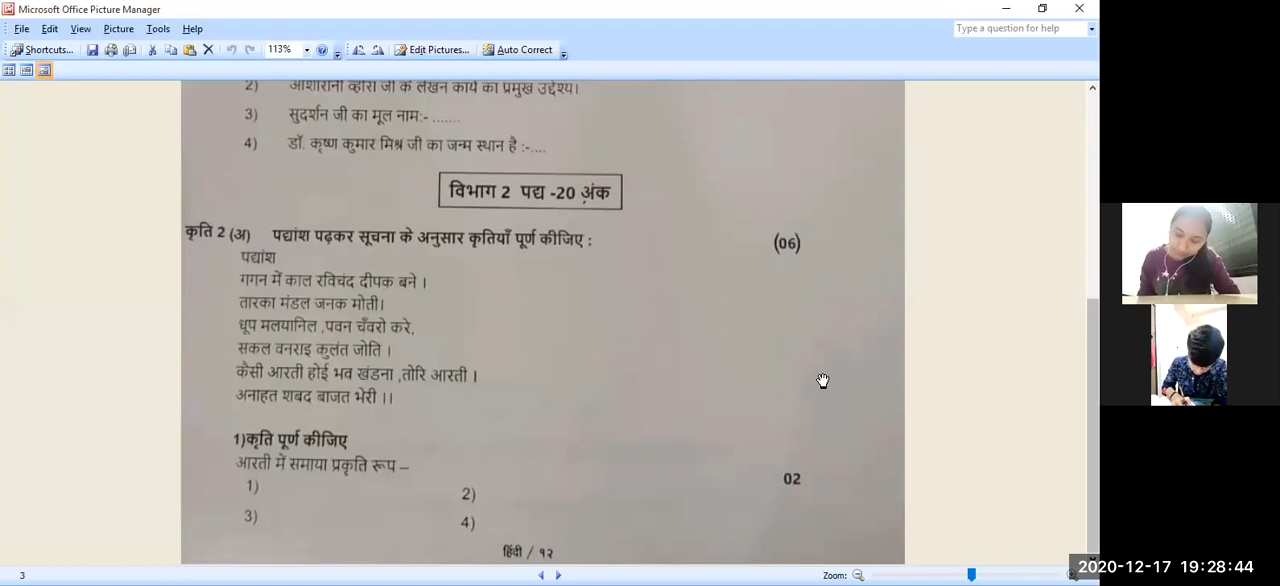 Microsoft Office Picture Manager
File Edit View Picture Tools Help
Type a question for help
Shortcuts... 113% Edit Pictures... Auto Correct
2) आशारानी व्होरा जी के लेखन कार्य का प्रमुख उद्देश्य।
3) सुदर्शन जी का मूल नाम:- .......
4) डॉ. कृष्ण कुमार मिश्र जी का जन्म स्थान है :-....
विभाग 2 पद्य -20 अंक
कृति 2 (अ) पद्यांश पढ़कर सूचना के अनुसार कृतियाँ पूर्ण कीजिए : (06)
पद्यांश
गगन में काल रविचंद दीपक बने ।
तारका मंडल जनक मोती।
धूप मलयानिल ,पवन चँवरो करे,
सकल वनराइ कुलंत जोति ।
कैसी आरती होई भव खंडना ,तोरि आरती ।
अनाहत शबद बाजत भेरी ।।
1)कृति पूर्ण कीजिए
आरती में समाया प्रकृति रूप –
02
1) 2)
3) 4)
हिंदी / १२
3 Zoom:
2020-12-17 19:28:44